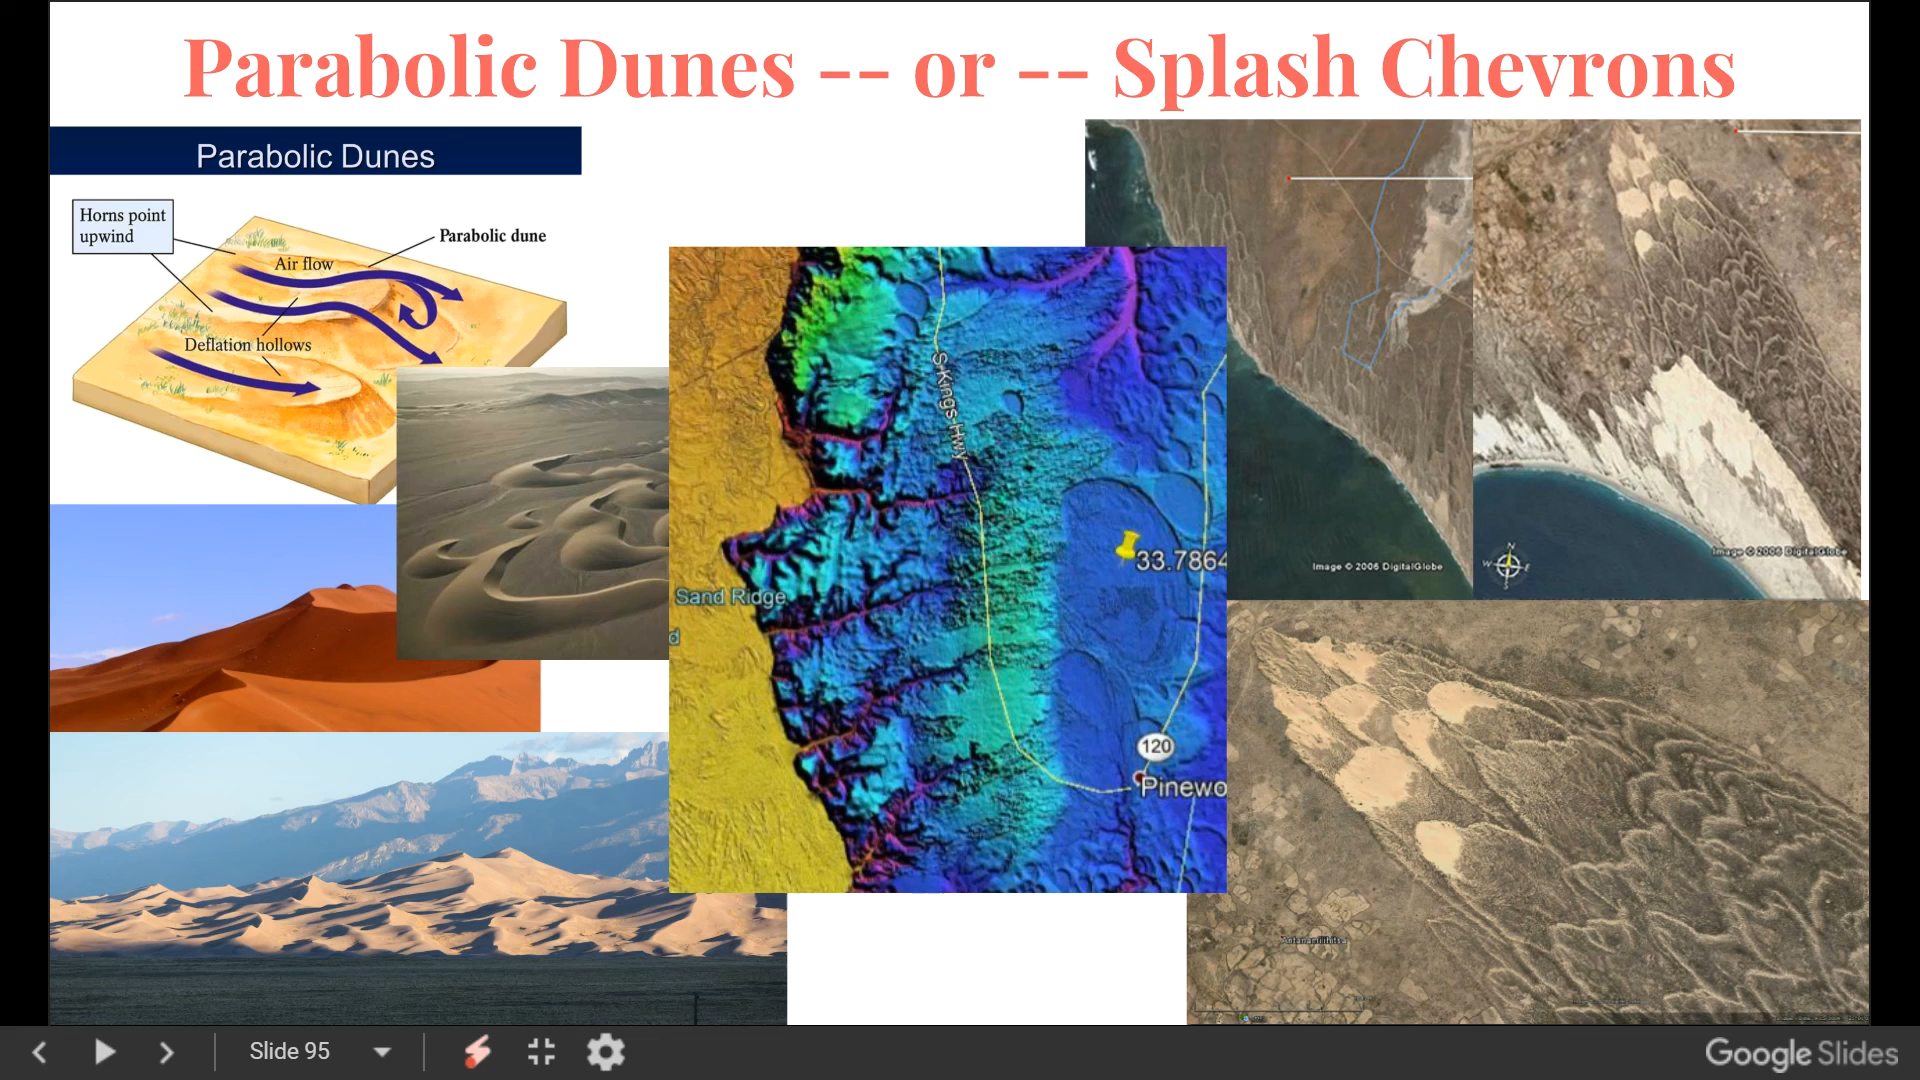 Parabolic Dunes -- or -- Splash Chevrons
Parabolic Dunes
Horns point
upwind
Parabolic dune
Air flow
Deflation hollows
S Kings Hwy
33.7864
Sand Ridge
d
120
Pinewo
Image © 2006 DigitalGlobe
Image © 2006 DigitalGlobe
N
W
E
S
Slide 95
Google Slides